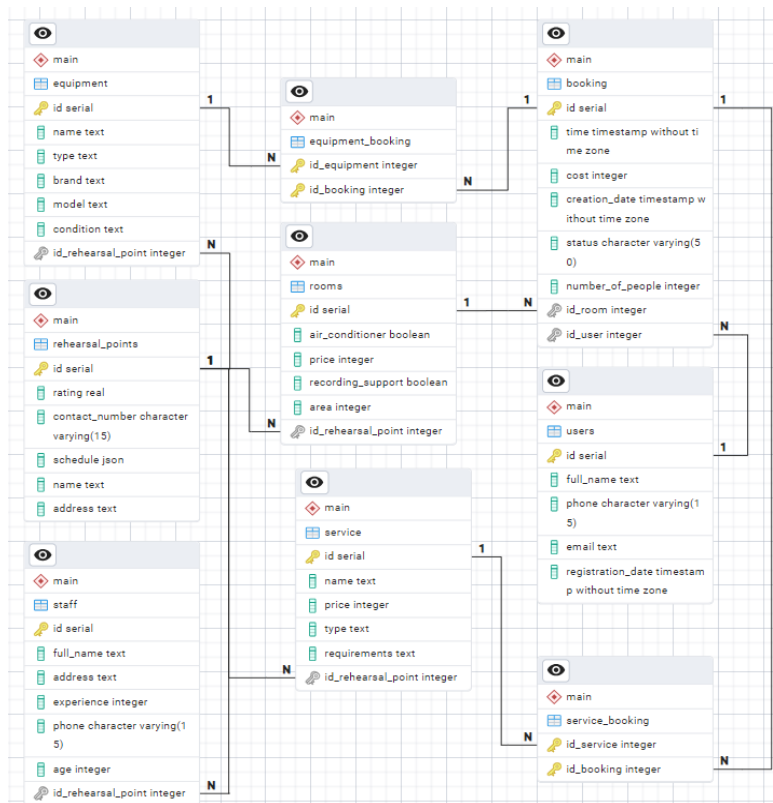 main
equipment
id serial
name text
type text
brand text
model text
condition text
id_rehearsal_point integer
1
N
N
main
rehearsal_points
id serial
rating real
contact_number character
varying(15)
schedule json
name text
address text
1
main
staff
id serial
full_name text
address text
experience integer
phone character varying(1
5)
age integer
id_rehearsal_point integer
N
main
equipment_booking
id_equipment integer
id_booking integer
N
1
main
rooms
id serial
air_conditioner boolean
price integer
recording_support boolean
area integer
id_rehearsal_point integer
1
N
N
main
service
id serial
name text
price integer
type text
requirements text
id_rehearsal_point integer
1
N
main
booking
id serial
time timestamp without ti
me zone
cost integer
creation_date timestamp w
ithout time zone
status character varying(5
0)
number_of_people integer
id_room integer
id_user integer
1
N
main
users
id serial
full_name text
phone character varying(1
5)
email text
registration_date timestam
p without time zone
1
main
service_booking
id_service integer
id_booking integer
N
N